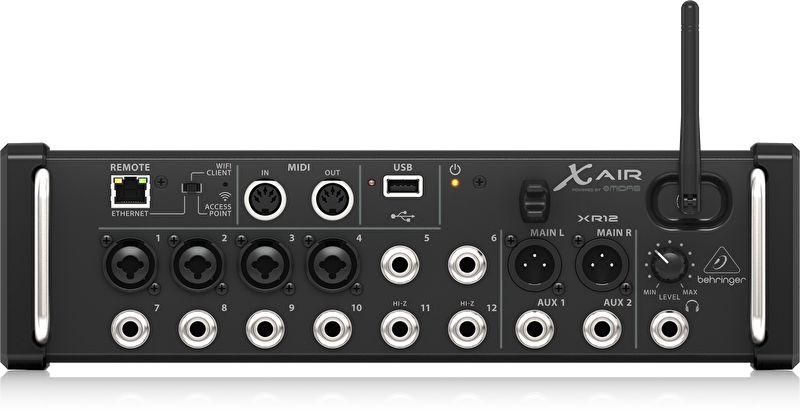 REMOTE
WIFI
CLIENT
ETHERNET
ACCESS
POINT
IN
MIDI
OUT
USB
X AIR
POWERED BY MIDAS
XR12
1
2
3
4
5
6
MAIN L
MAIN R
MIN LEVEL MAX
behringer
7
8
9
10
HI-Z 11
HI-Z 12
AUX 1
AUX 2